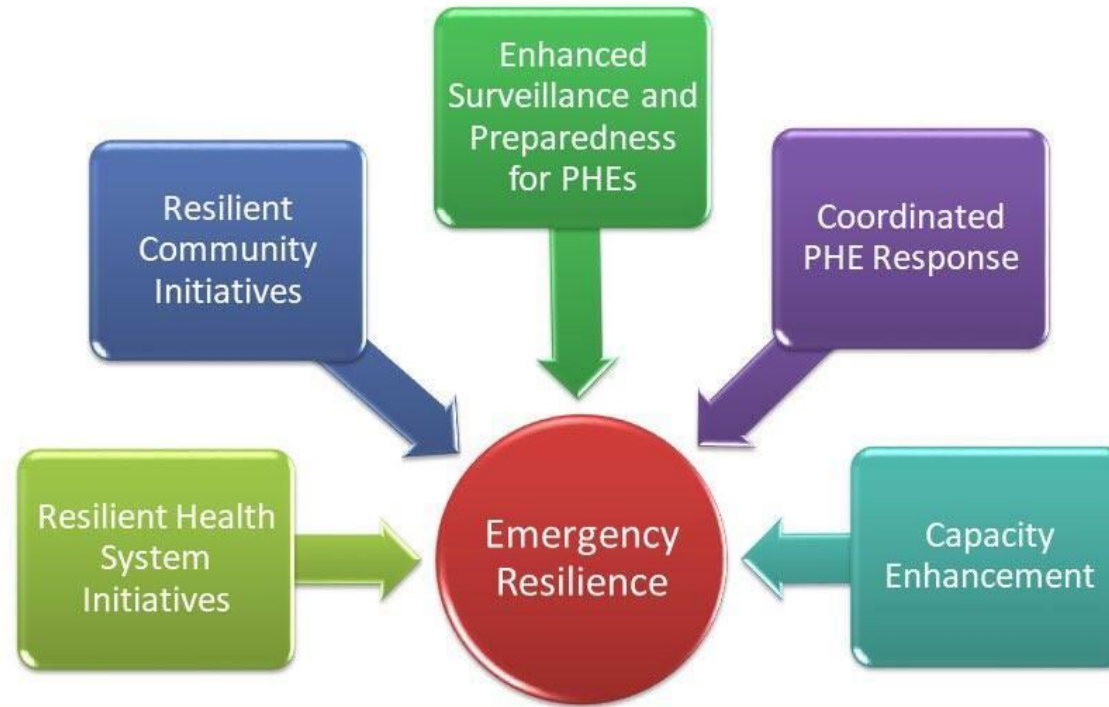 Enhanced
Surveillance and
Preparedness
for PHEs
Resilient
Community
Initiatives
Coordinated
PHE Response
Resilient Health
System
Initiatives
Emergency
Resilience
Capacity
Enhancement